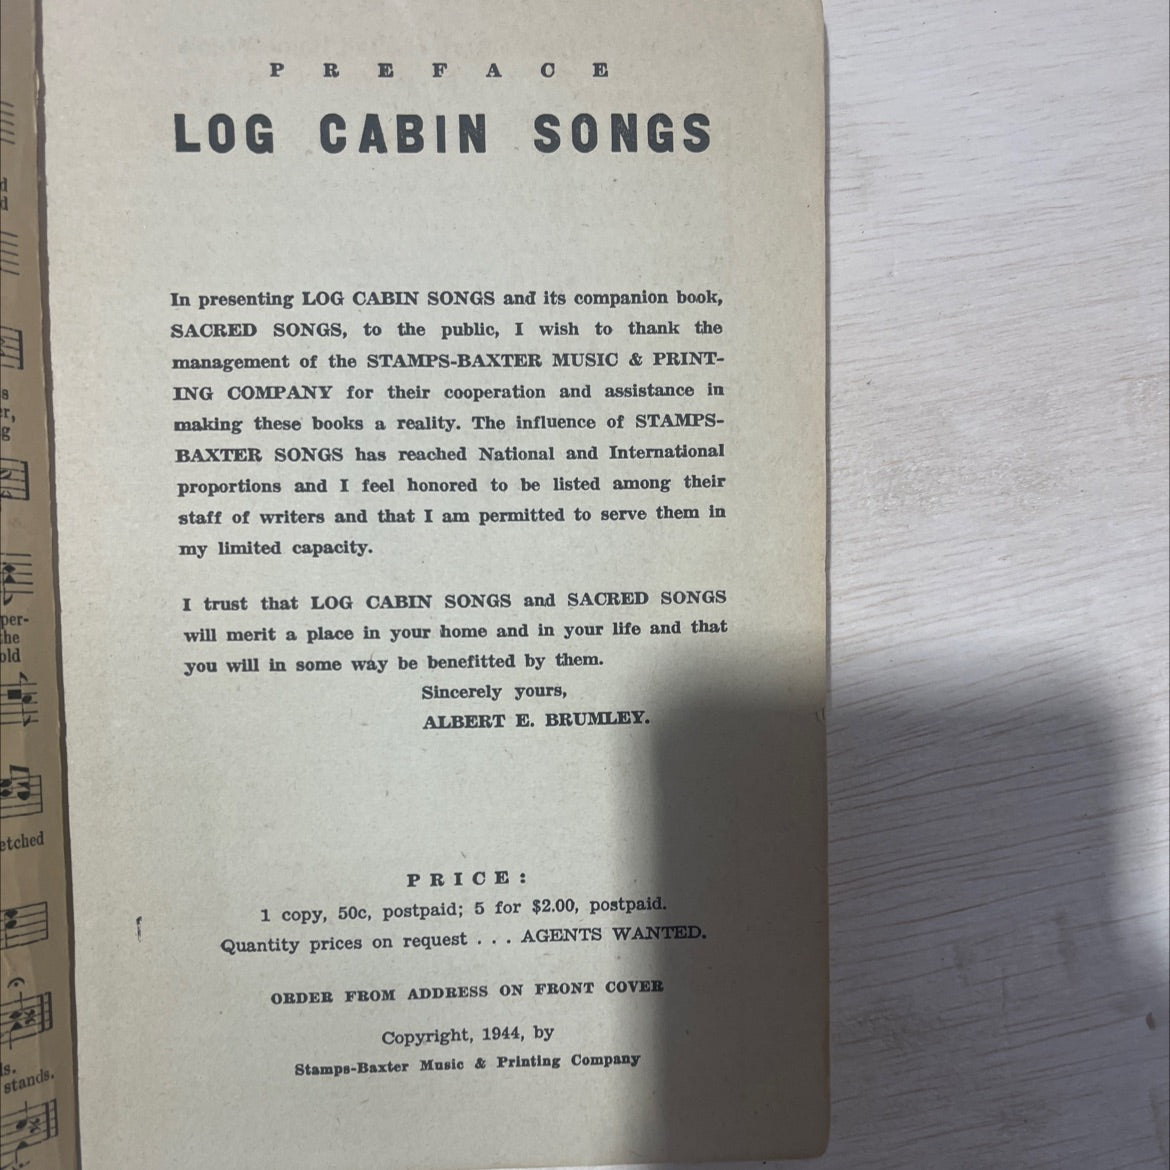 P R E F A C E
LOG CABIN SONGS
In presenting LOG CABIN SONGS and its companion book,
SACRED SONGS, to the public, I wish to thank the
management of the STAMPS-BAXTER MUSIC & PRINT-
ING COMPANY for their cooperation and assistance in
making these books a reality. The influence of STAMPS-
BAXTER SONGS has reached National and International
proportions and I feel honored to be listed among their
staff of writers and that I am permitted to serve them in
my limited capacity.
I trust that LOG CABIN SONGS and SACRED SONGS
will merit a place in your home and in your life and that
you will in some way be benefitted by them.
Sincerely yours,
ALBERT E. BRUMLEY.
P R I C E :
1 copy, 50c, postpaid; 5 for $2.00, postpaid.
Quantity prices on request . . . AGENTS WANTED.
ORDER FROM ADDRESS ON FRONT COVER
Copyright, 1944, by
Stamps-Baxter Music & Printing Company
stands.